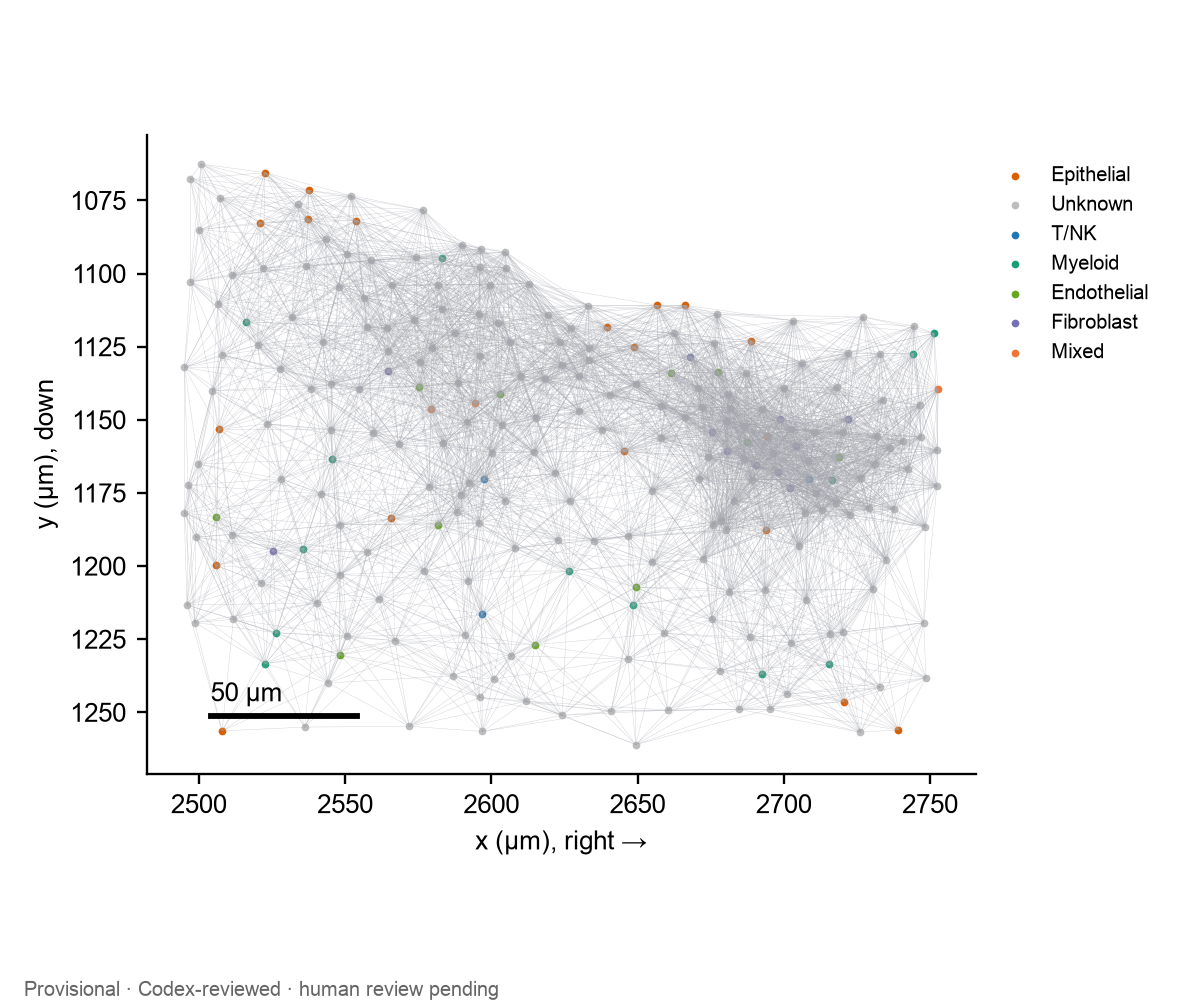 1075
1100
1125
1150
1175
1200
1225
1250
y (µm), down
50 µm
2500
2550
2600
2650
2700
2750
x (µm), right →
Epithelial
Unknown
T/NK
Myeloid
Endothelial
Fibroblast
Mixed
Provisional · Codex-reviewed · human review pending